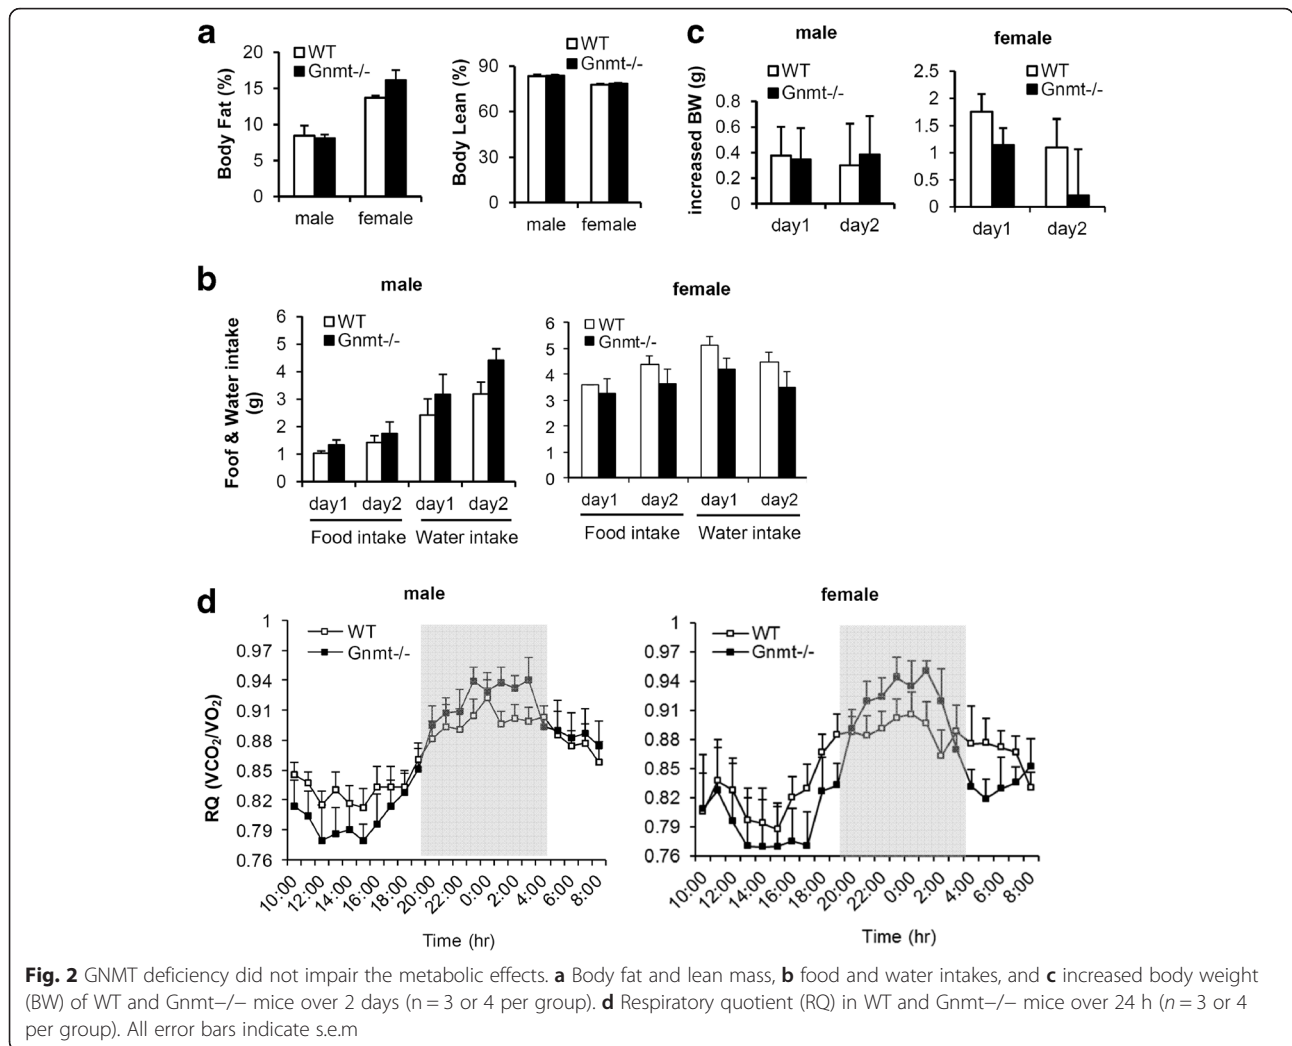 a
WT
Gnmt-/-
Body Fat (%)
20
15
10
5
0
male
female
WT
Gnmt-/-
Body Lean (%)
90
60
30
0
male
female
c
male
WT
Gnmt-/-
increased BW (g)
0.8
0.6
0.4
0.2
0
day1
day2
female
WT
Gnmt-/-
2.5
2
1.5
1
0.5
0
day1
day2
b
male
WT
Gnmt-/-
Foof & Water intake
(g)
6
5
4
3
2
1
0
day1
day2
day1
day2
Food intake
Water intake
female
WT
Gnmt-/-
6
5
4
3
2
1
0
day1
day2
day1
day2
Food intake
Water intake
d
male
WT
Gnmt-/-
RQ (VCO₂/VO₂)
1
0.97
0.94
0.91
0.88
0.85
0.82
0.79
0.76
10:00
12:00
14:00
16:00
18:00
20:00
22:00
0:00
2:00
4:00
6:00
8:00
Time (hr)
female
WT
Gnmt-/-
1
0.97
0.94
0.91
0.88
0.85
0.82
0.79
0.76
10:00
12:00
14:00
16:00
18:00
20:00
22:00
0:00
2:00
4:00
6:00
8:00
Time (hr)
Fig. 2 GNMT deficiency did not impair the metabolic effects. a Body fat and lean mass, b food and water intakes, and c increased body weight
(BW) of WT and Gnmt−/− mice over 2 days (n = 3 or 4 per group). d Respiratory quotient (RQ) in WT and Gnmt−/− mice over 24 h (n = 3 or 4
per group). All error bars indicate s.e.m